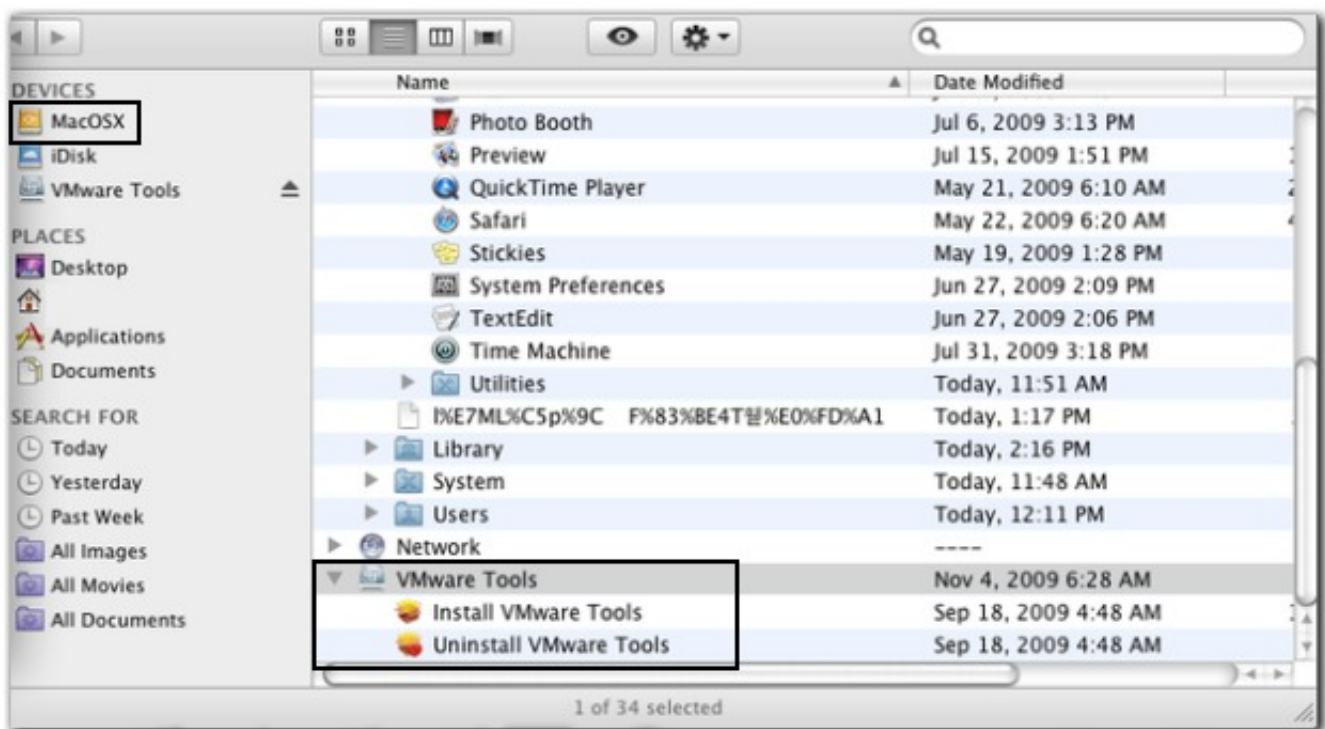 DEVICES
MacOSX
iDisk
VMware Tools
PLACES
Desktop
Applications
Documents
SEARCH FOR
Today
Yesterday
Past Week
All Images
All Movies
All Documents
Name Date Modified
Photo Booth Jul 6, 2009 3:13 PM
Preview Jul 15, 2009 1:51 PM
QuickTime Player May 21, 2009 6:10 AM
Safari May 22, 2009 6:20 AM
Stickies May 19, 2009 1:28 PM
System Preferences Jun 27, 2009 2:09 PM
TextEdit Jun 27, 2009 2:06 PM
Time Machine Jul 31, 2009 3:18 PM
Utilities Today, 11:51 AM
Today, 1:17 PM
Library Today, 2:16 PM
System Today, 11:48 AM
Users Today, 12:11 PM
Network ----
VMware Tools Nov 4, 2009 6:28 AM
Install VMware Tools Sep 18, 2009 4:48 AM
Uninstall VMware Tools Sep 18, 2009 4:48 AM
1 of 34 selected